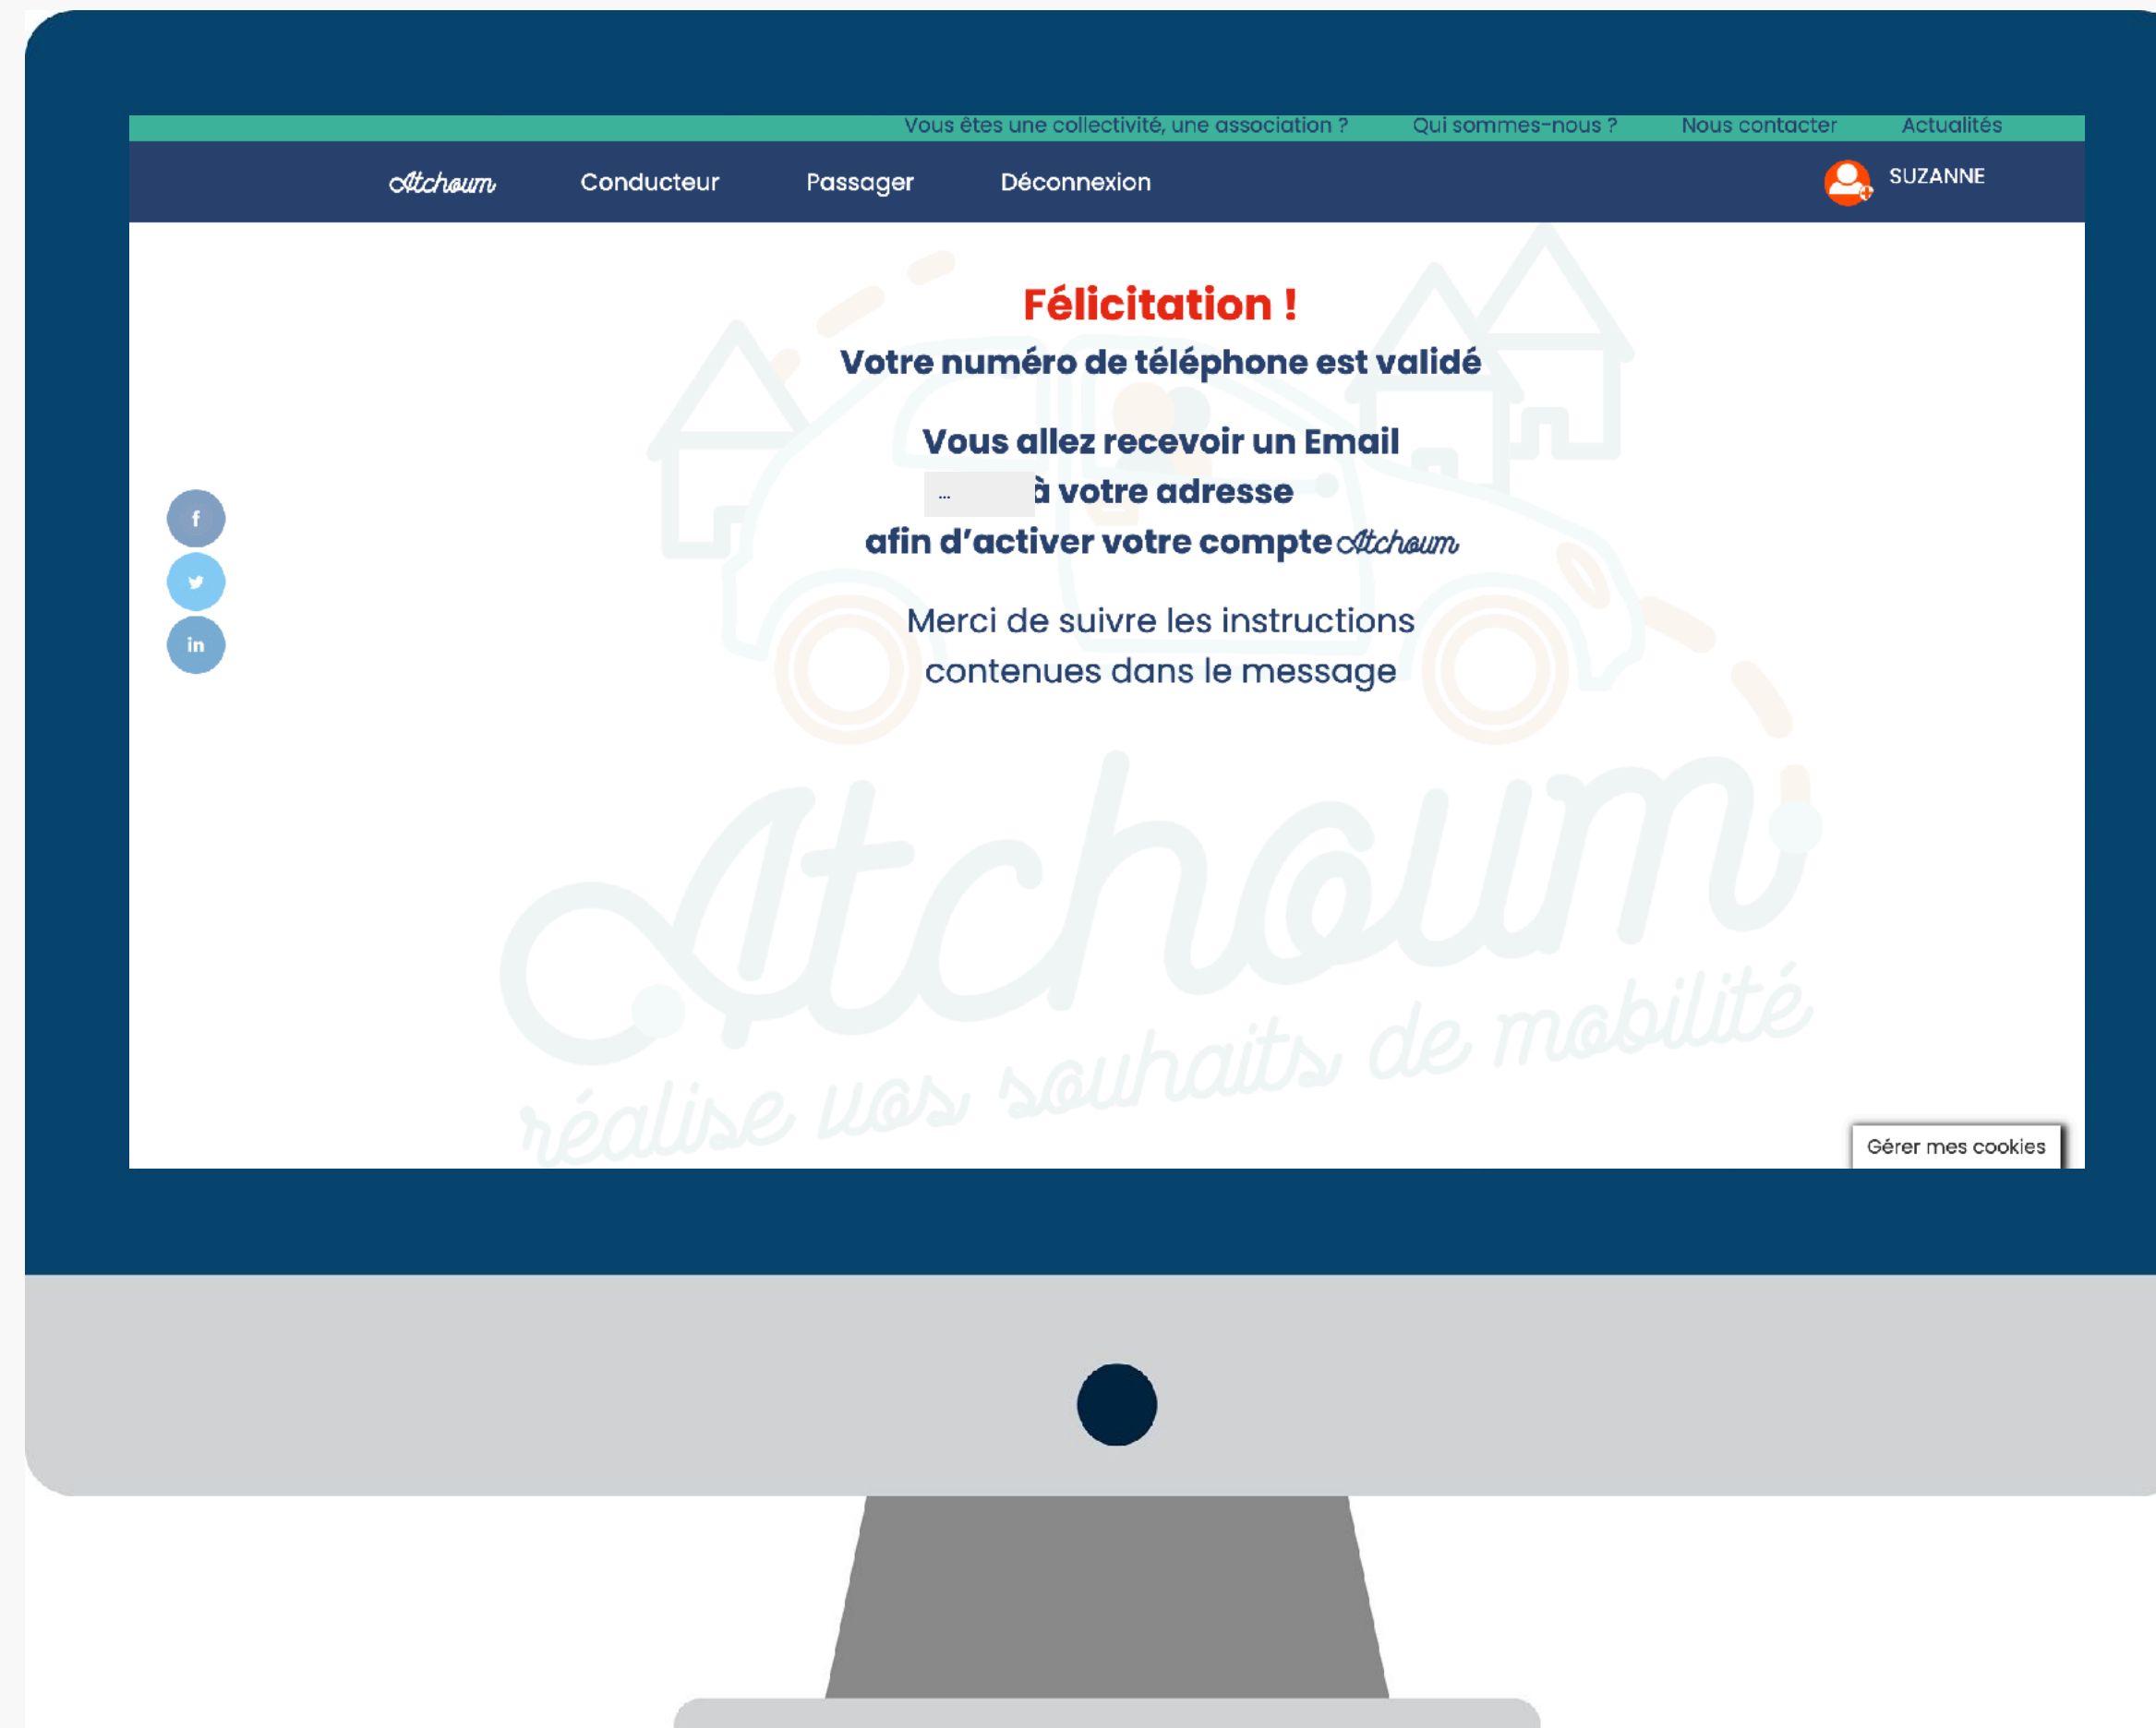 Vous êtes une collectivité, une association ? Qui sommes-nous ? Nous contacter Actualités
Atchoum Conducteur Passager Déconnexion SUZANNE
Félicitation !
Votre numéro de téléphone est validé
Vous allez recevoir un Email
... à votre adresse
afin d'activer votre compte Atchoum
Merci de suivre les instructions
contenues dans le message
f
in
Atchoum
réalise vos souhaits de mobilité
Gérer mes cookies